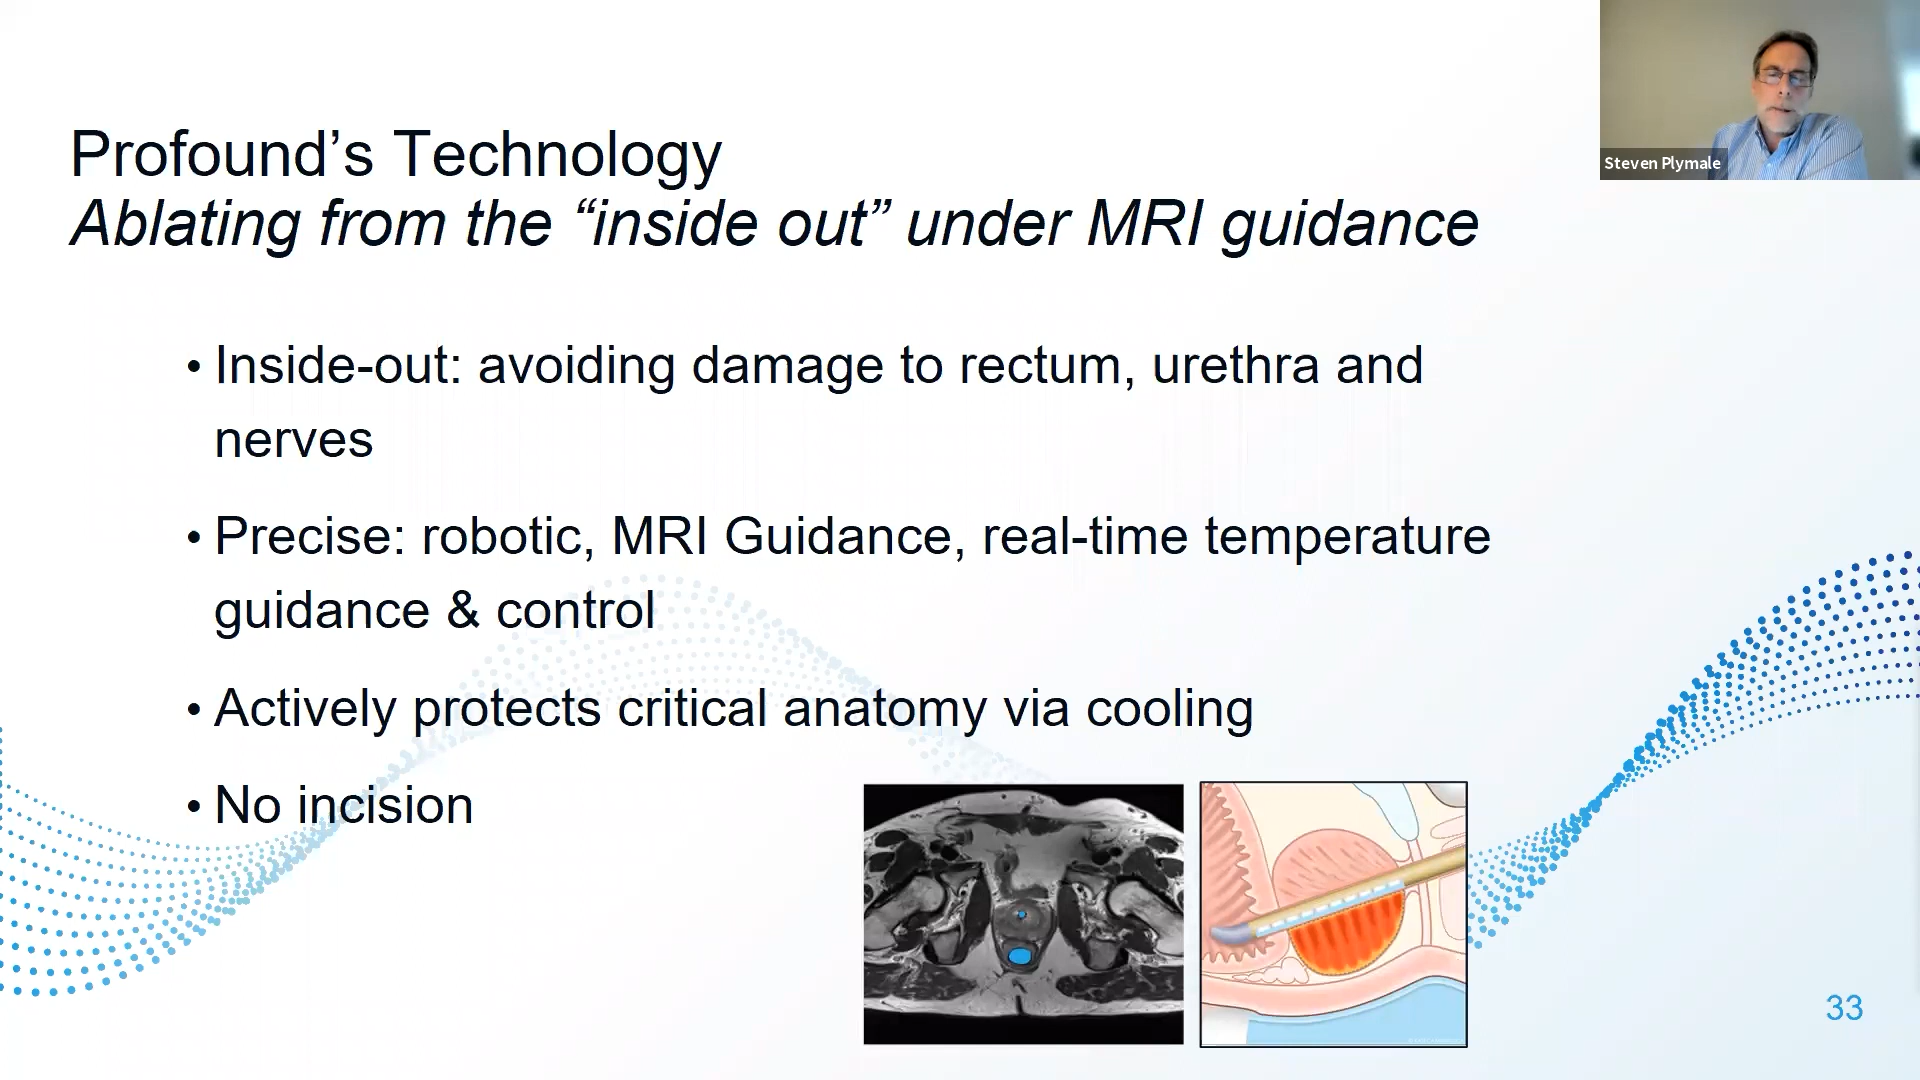 Steven Plymale
Profound’s Technology
Ablating from the “inside out” under MRI guidance
• Inside-out: avoiding damage to rectum, urethra and
nerves
• Precise: robotic, MRI Guidance, real-time temperature
guidance & control
• Actively protects critical anatomy via cooling
• No incision
33